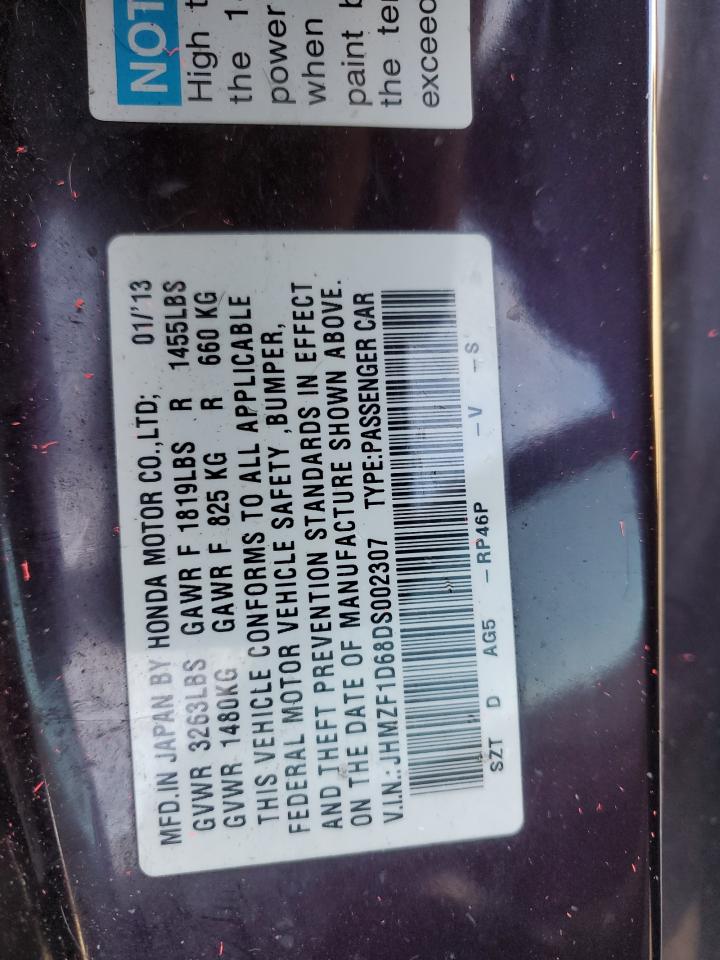 NOT
High t
the 1
power
when
paint b
the te
exceed
MFD.IN JAPAN BY HONDA MOTOR CO.,LTD; 01/'13
GVWR 3263LBS GAWR F 1819LBS R 1455LBS
GVWR 1480KG GAWR F 825 KG R 660 KG
THIS VEHICLE CONFORMS TO ALL APPLICABLE
FEDERAL MOTOR VEHICLE SAFETY ,BUMPER,
AND THEFT PREVENTION STANDARDS IN EFFECT
ON THE DATE OF MANUFACTURE SHOWN ABOVE.
V.I.N.:JHMZF1D68DS002307 TYPE:PASSENGER CAR
SZT D AG5 -RP46P -V -S